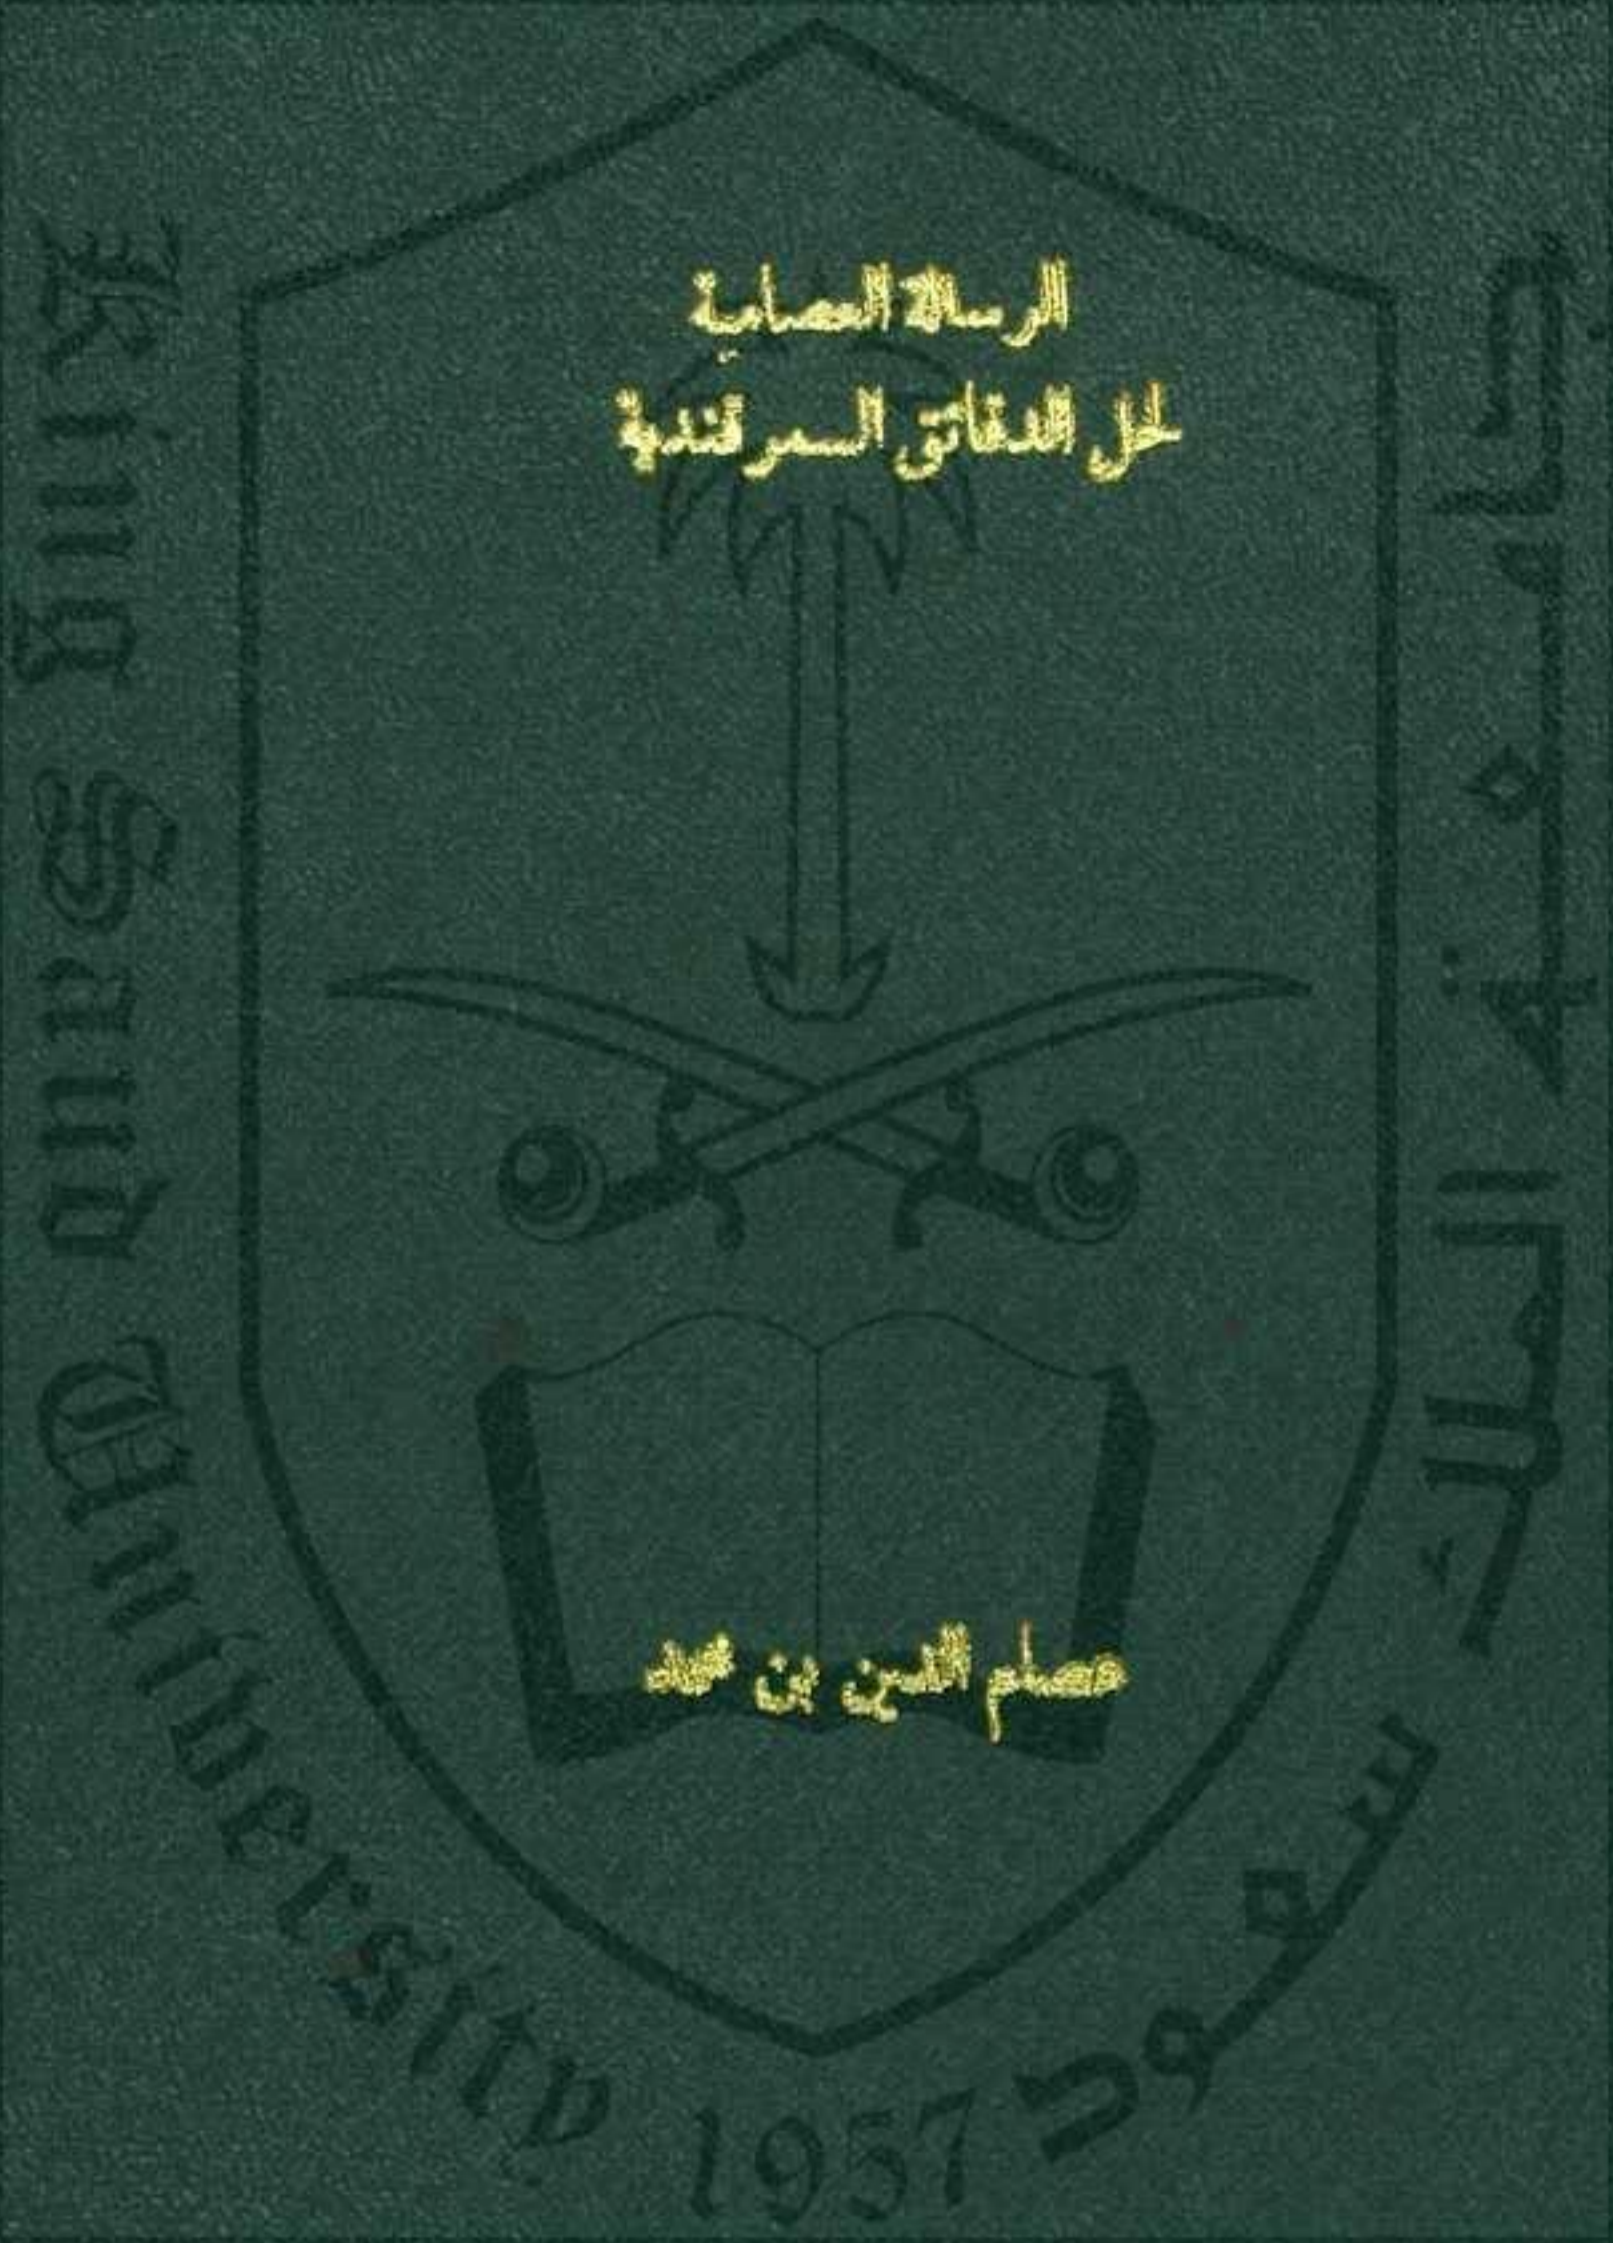 الرسالة العصامية
لحل الدقائق السمرقندية
عصام الدين بن محمد
King Saud University
1957
جامعة الملك سعود